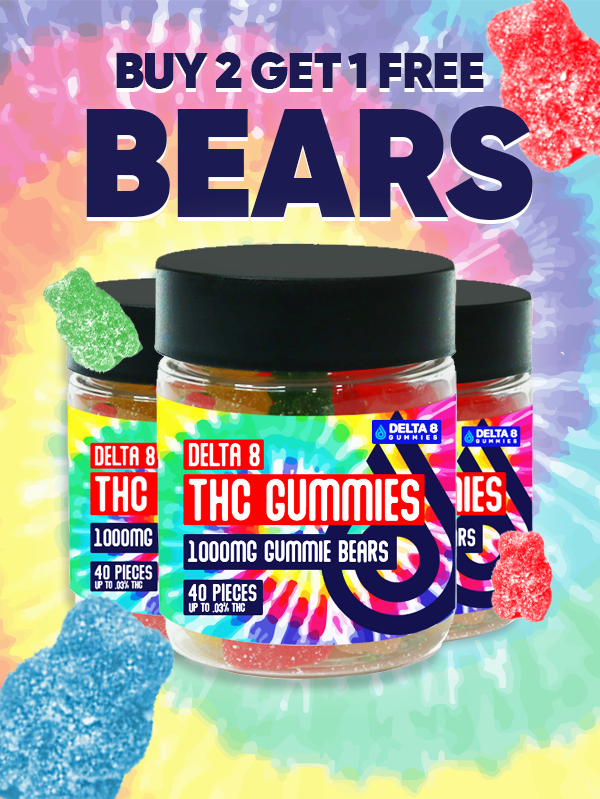 BUY 2 GET 1 FREE
BEARS
DELTA 8
GUMMIES
DELTA 8
THC GUMMIES
1000MG GUMMIE BEARS
40 PIECES
UP TO .03% THC
DELTA 8
THC
1000MG
40 PIECES
UP TO .03% THC
DELTA 8
GUMMIES
MIES
RS